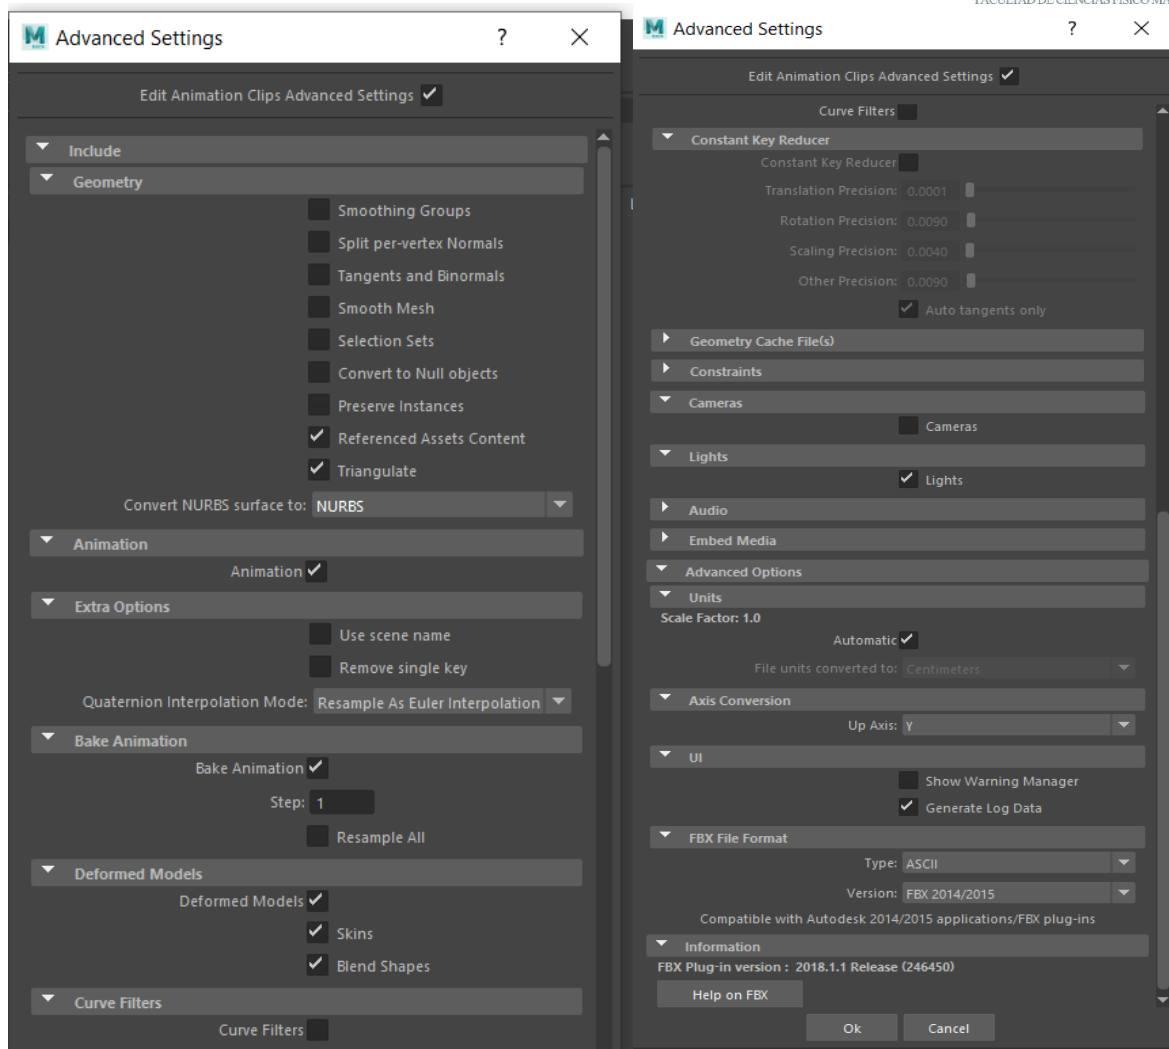 FACULTAD DE CIENCIAS FÍSICO MA
Advanced Settings ?
Edit Animation Clips Advanced Settings
Include
Geometry
Smoothing Groups
Split per-vertex Normals
Tangents and Binormals
Smooth Mesh
Selection Sets
Convert to Null objects
Preserve Instances
Referenced Assets Content
Triangulate
Convert NURBS surface to: NURBS
Animation
Animation
Extra Options
Use scene name
Remove single key
Quaternion Interpolation Mode: Resample As Euler Interpolation
Bake Animation
Bake Animation
Step: 1
Resample All
Deformed Models
Deformed Models
Skins
Blend Shapes
Curve Filters
Curve Filters
Advanced Settings ?
Edit Animation Clips Advanced Settings
Curve Filters
Constant Key Reducer
Constant Key Reducer
Translation Precision: 0.0001
Rotation Precision: 0.0090
Scaling Precision: 0.0040
Other Precision: 0.0090
Auto tangents only
Geometry Cache File(s)
Constraints
Cameras
Cameras
Lights
Lights
Audio
Embed Media
Advanced Options
Units
Scale Factor: 1.0
Automatic
File units converted to: Centimeters
Axis Conversion
Up Axis: Y
UI
Show Warning Manager
Generate Log Data
FBX File Format
Type: ASCII
Version: FBX 2014/2015
Compatible with Autodesk 2014/2015 applications/FBX plug-ins
Information
FBX Plug-in version : 2018.1.1 Release (246450)
Help on FBX
Ok Cancel